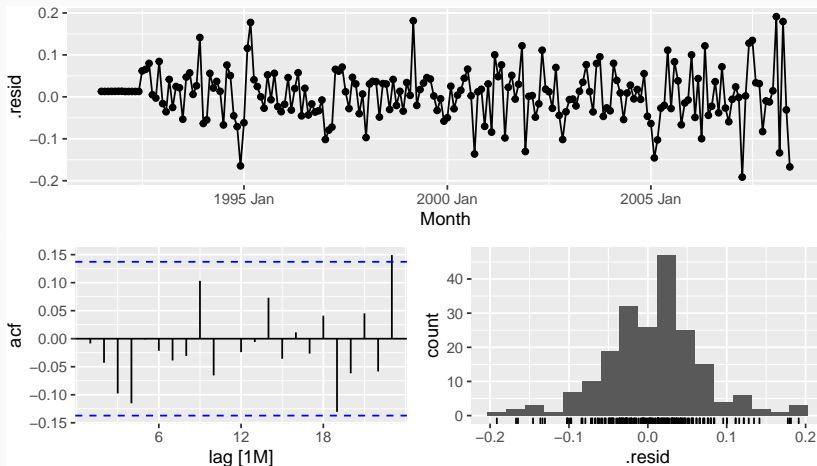 .resid
0.2
0.1
0.0
−0.1
−0.2
1995 Jan
2000 Jan
2005 Jan
Month
acf
0.15
0.10
0.05
0.00
−0.05
−0.10
−0.15
6
12
18
lag [1M]
count
40
30
20
10
0
−0.2
−0.1
0.0
0.1
0.2
.resid